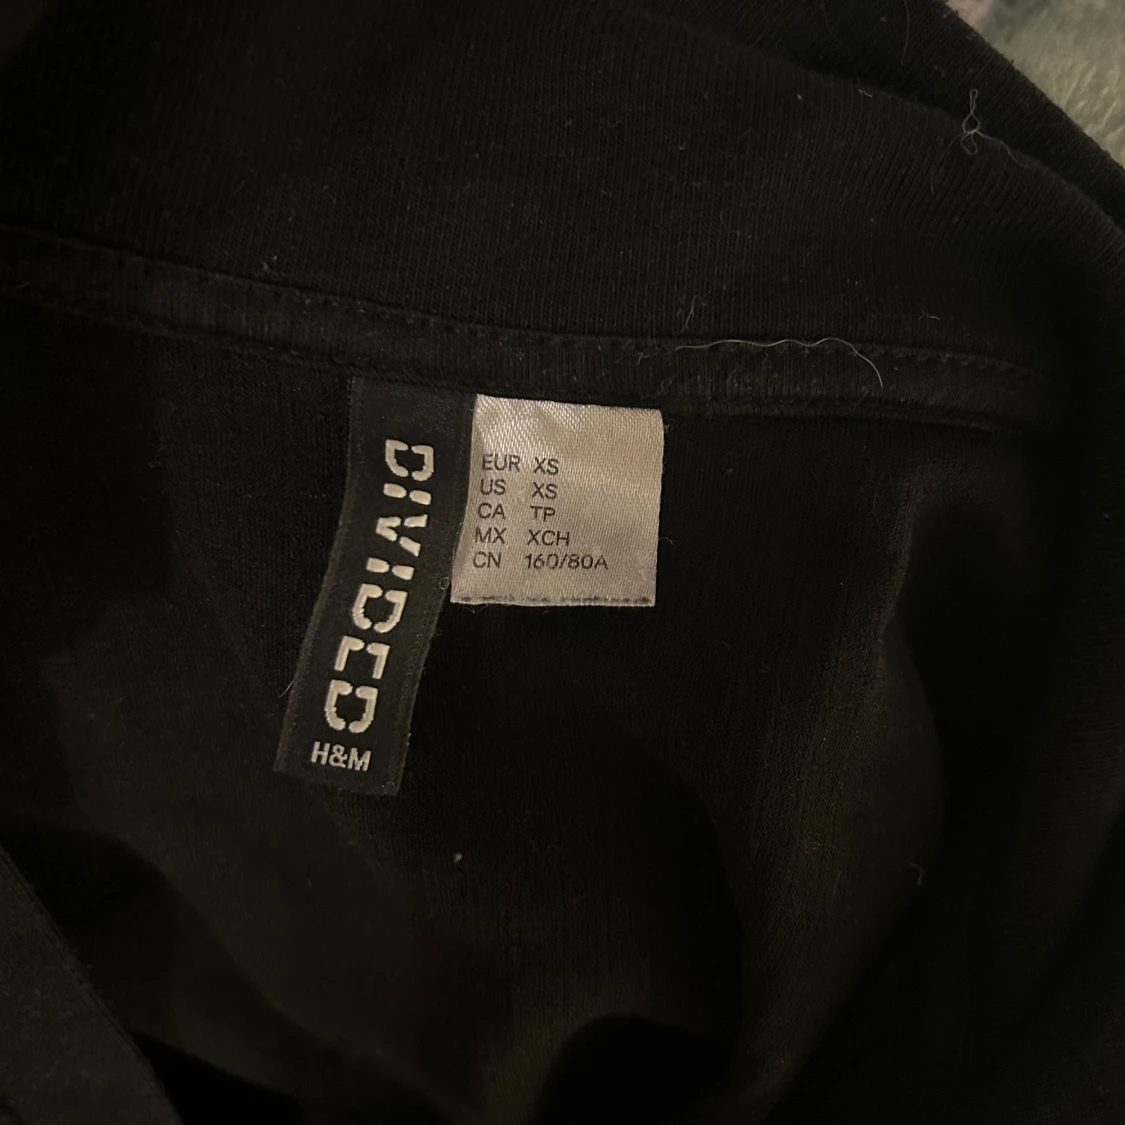 DIVIDED
H&M
EUR XS
US XS
CA TP
MX XCH
CN 160/80A